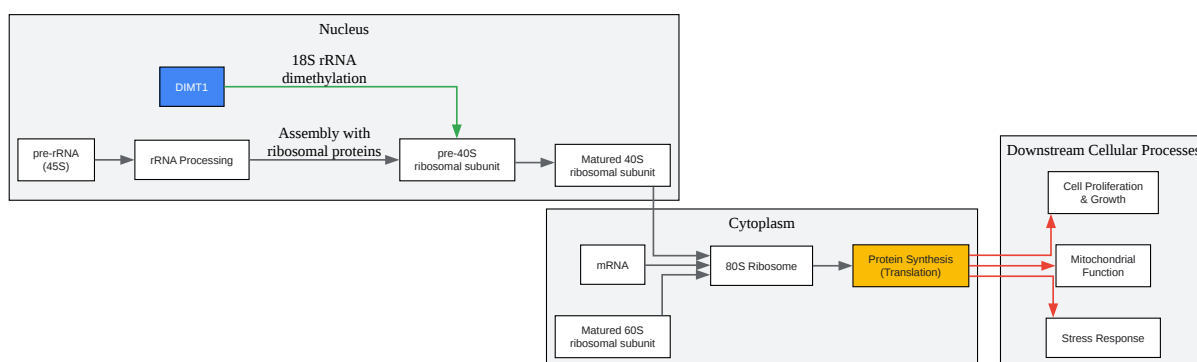 Nucleus
DIMT1
18S rRNA
dimethylation
pre-rRNA
(45S)
rRNA Processing
Assembly with
ribosomal proteins
pre-40S
ribosomal subunit
Matured 40S
ribosomal subunit
Cytoplasm
mRNA
80S Ribosome
Protein Synthesis
(Translation)
Matured 60S
ribosomal subunit
Downstream Cellular Processes
Cell Proliferation
& Growth
Mitochondrial
Function
Stress Response